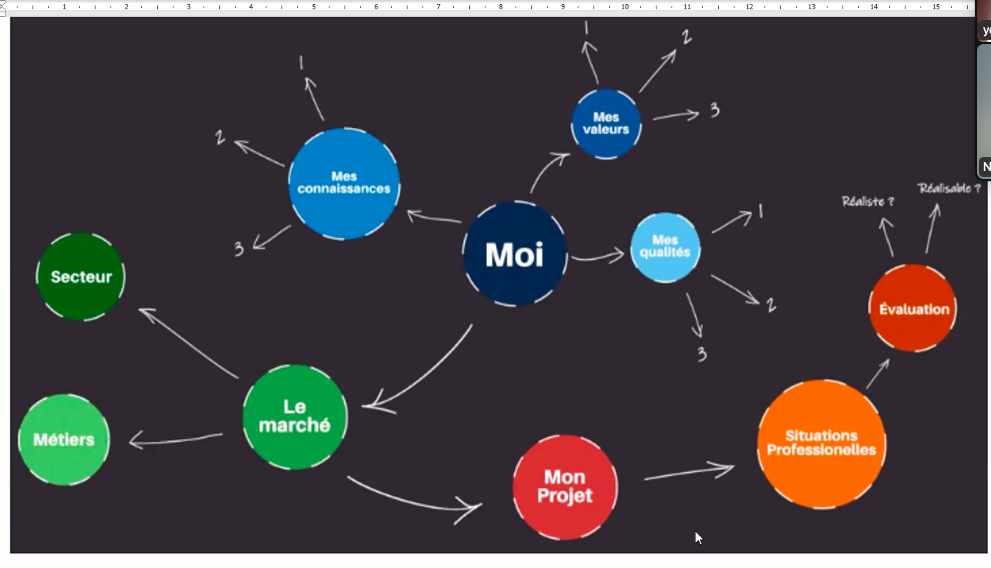 1 2 3 4 5 6 7 8 9 10 11 12 13 14 15
1
2
3
Mes
connaissances
1
2
3
Mes
valeurs
Moi
Mes
qualités
1
2
3
Réaliste ?
Réalisable ?
Évaluation
Secteur
Métiers
Le
marché
Mon
Projet
Situations
Professionelles
y
N